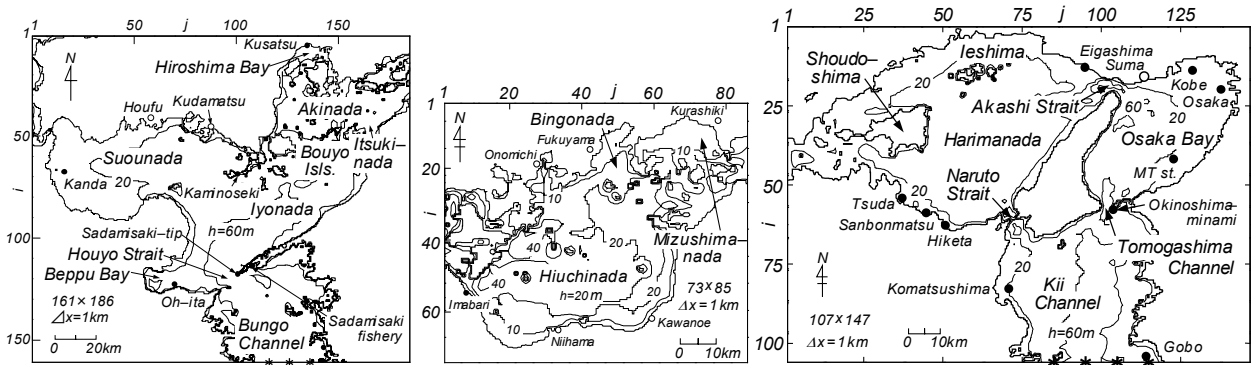 1 50 j 100 150
1
50
i
100
150
Kusatsu
Hiroshima Bay
N
Houfu
Kudamatsu
Akinada
Itsuki–
nada
Bouyo
Isls.
Suounada
20
Kanda
Kaminoseki
Iyonada
Sadamisaki–tip
h=60m
Houyo Strait
Beppu Bay
Oh–ita
161×186
Δx=1km
0 20km
Bungo
Channel
Sadamisaki
fishery
1 20 40 j 60 80
1
20
i
40
60
N
Bingonada
Kurashiki
Fukuyama
Onomichi
10
10
20
40
Mizushima–
nada
Hiuchinada
40
h=20m
20
73×85
Δx=1km
Imabari
10
Kawanoe
Niihama
0 10km
1 25 50 75 j 100 125
1
25
50
i
75
100
Shoudo–
shima
Ieshima
20
Eigashima
Suma
Kobe
Osaka
Akashi Strait
60
20
Harimanada
Osaka Bay
MT st.
Naruto
Strait
20
Tsuda
Sanbonmatsu
Hiketa
Okinoshima–
minami
Tomogashima
Channel
N
20
Komatsushima
Kii
Channel
107×147
Δx=1km
0 10km
h=60m
Gobo